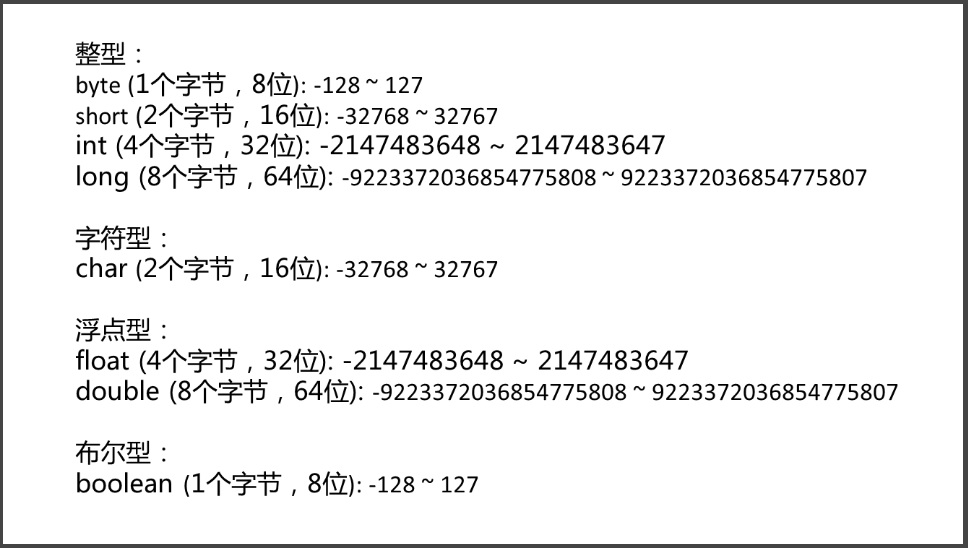 整型：
byte (1个字节，8位): -128 ~ 127
short (2个字节，16位): -32768 ~ 32767
int (4个字节，32位): -2147483648 ~ 2147483647
long (8个字节，64位): -9223372036854775808 ~ 9223372036854775807
字符型：
char (2个字节，16位): -32768 ~ 32767
浮点型：
float (4个字节，32位): -2147483648 ~ 2147483647
double (8个字节，64位): -9223372036854775808 ~ 9223372036854775807
布尔型：
boolean (1个字节，8位): -128 ~ 127